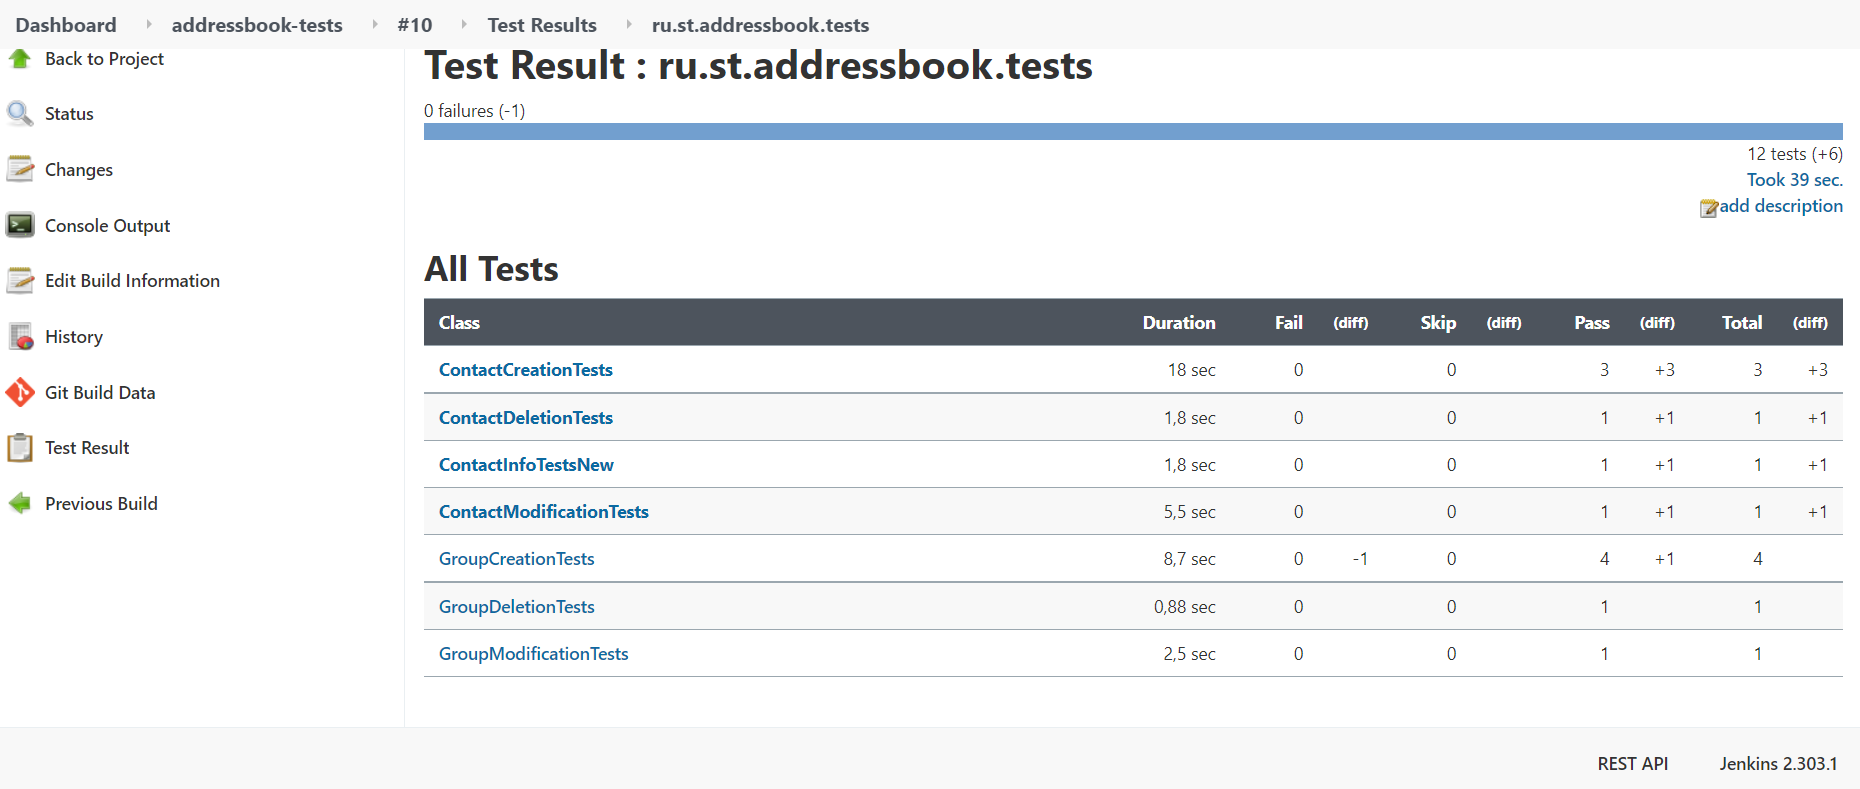 Dashboard addressbook-tests #10 Test Results ru.st.addressbook.tests
Back to Project
Status
Changes
Console Output
Edit Build Information
History
Git Build Data
Test Result
Previous Build
Test Result : ru.st.addressbook.tests
0 failures (-1)
12 tests (+6)
Took 39 sec.
add description
All Tests
Class Duration Fail (diff) Skip (diff) Pass (diff) Total (diff)
ContactCreationTests 18 sec 0 0 3 +3 3 +3
ContactDeletionTests 1,8 sec 0 0 1 +1 1 +1
ContactInfoTestsNew 1,8 sec 0 0 1 +1 1 +1
ContactModificationTests 5,5 sec 0 0 1 +1 1 +1
GroupCreationTests 8,7 sec 0 -1 0 4 +1 4
GroupDeletionTests 0,88 sec 0 0 1 1
GroupModificationTests 2,5 sec 0 0 1 1
REST API Jenkins 2.303.1